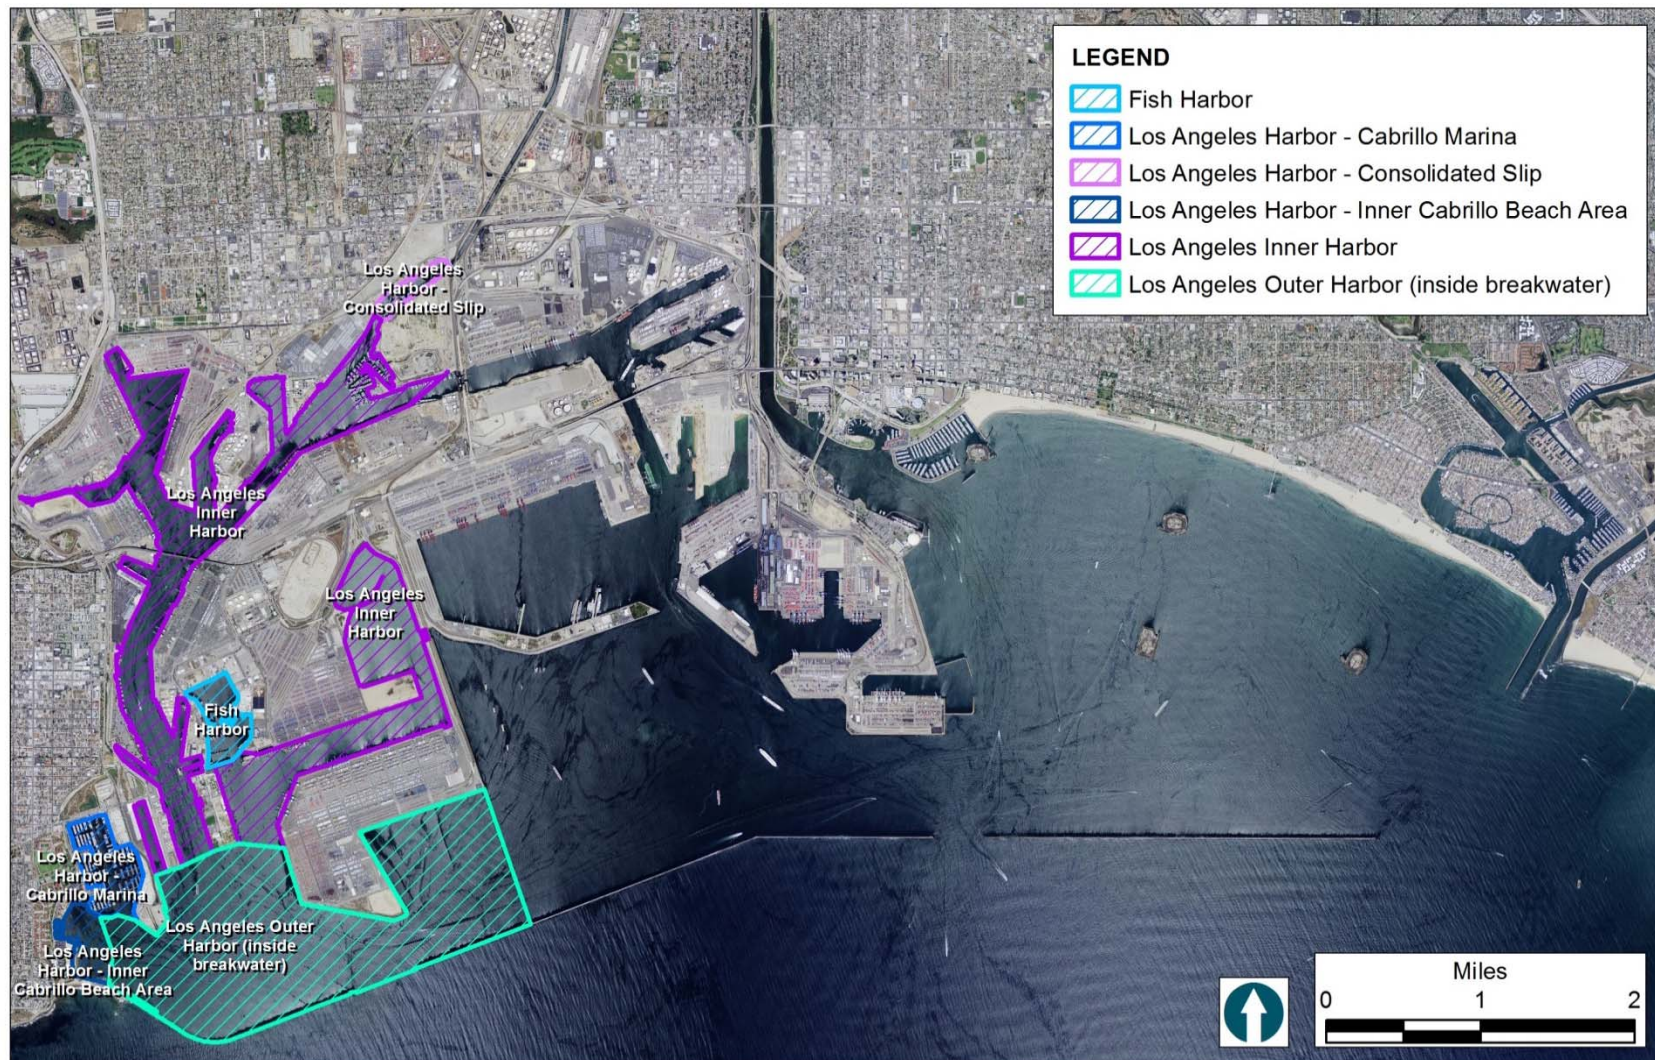 LEGEND
Fish Harbor
Los Angeles Harbor - Cabrillo Marina
Los Angeles Harbor - Consolidated Slip
Los Angeles Harbor - Inner Cabrillo Beach Area
Los Angeles Inner Harbor
Los Angeles Outer Harbor (inside breakwater)
Los Angeles
Harbor -
Consolidated Slip
Los Angeles
Inner
Harbor
Los Angeles
Inner
Harbor
Fish
Harbor
Los Angeles
Harbor -
Cabrillo Marina
Los Angeles Outer
Harbor (inside
breakwater)
Los Angeles
Harbor - Inner
Cabrillo Beach Area
Miles
0 1 2